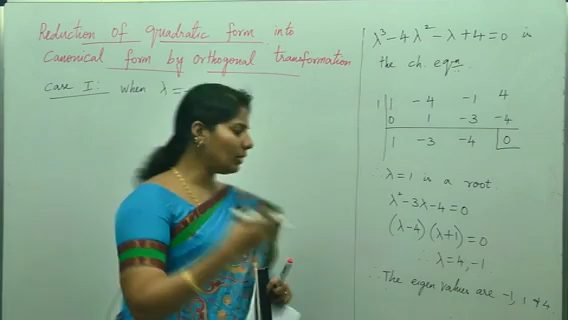 Reduction of quadratic form into
Canonical form by orthogonal transformation
Case I: when λ =
λ³-4λ²-λ+4=0 is
the ch. eqn.
1 | 1 -4 -1 4
0 1 -3 -4
1 -3 -4 0
∴ λ=1 is a root.
λ²-3λ-4=0
(λ-4)(λ+1)=0
∴ λ=4,-1
∴ The eigen values are -1, 1 & 4